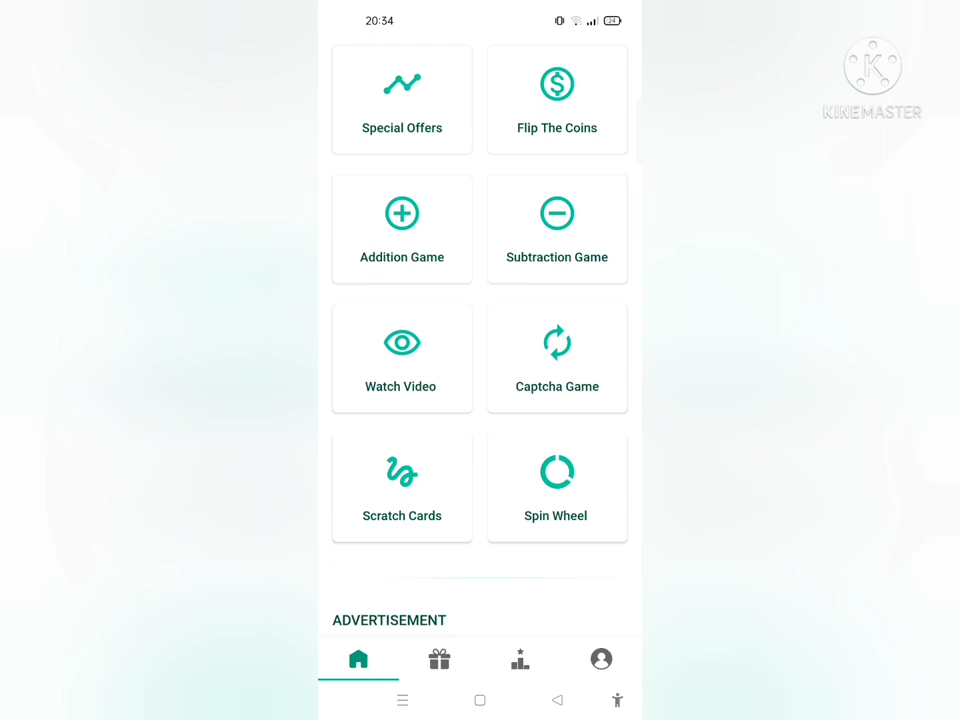 20:34
24
K
KINEMASTER
Special Offers
Flip The Coins
Addition Game
Subtraction Game
Watch Video
Captcha Game
Scratch Cards
Spin Wheel
ADVERTISEMENT